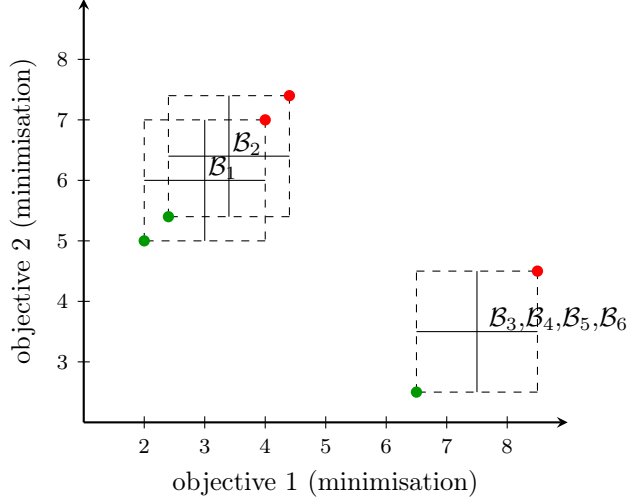 8
7
6
5
4
3
objective 2 (minimisation)
ℬ₂
ℬ₁
ℬ₃,ℬ₄,ℬ₅,ℬ₆
2 3 4 5 6 7 8
objective 1 (minimisation)